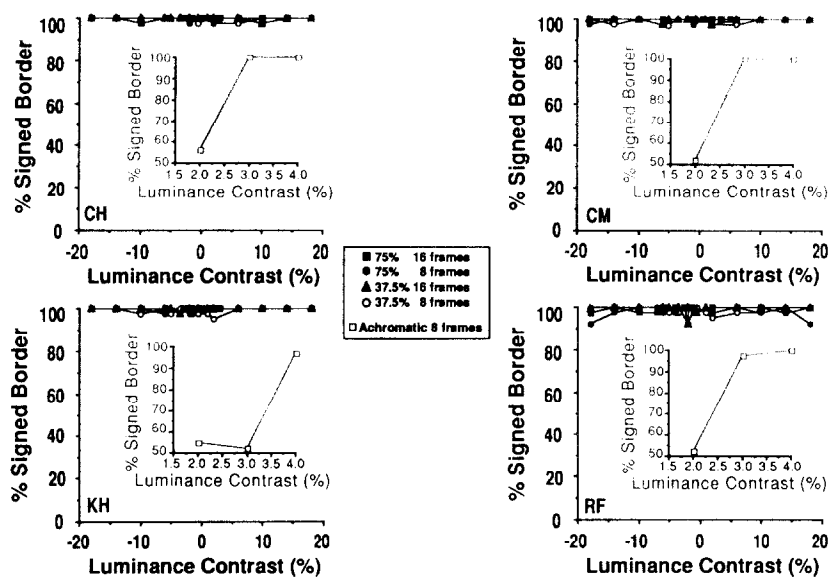 100
80
60
40
20
0
% Signed Border
100
90
80
70
60
50
% Signed Border
1 5 2.0 2 5 3.0 3 5 4.0
Luminance Contrast (%)
CH
-20 -10 0 10 20
Luminance Contrast (%)
100
80
60
40
20
0
% Signed Border
100
90
80
70
60
50
% Signed Border
1 5 2.0 2 5 3.0 3 5 4.0
Luminance Contrast (%)
CM
-20 -10 0 10 20
Luminance Contrast (%)
75% 16 frames
75% 8 frames
37.5% 16 frames
37.5% 8 frames
Achromatic 8 frames
100
80
60
40
20
0
% Signed Border
100
90
80
70
60
50
% Signed Border
1.5 2.0 2.5 3.0 3.5 4.0
Luminance Contrast (%)
KH
-20 -10 0 10 20
Luminance Contrast (%)
100
80
60
40
20
0
% Signed Border
100
90
80
70
60
50
% Signed Border
1.5 2.0 2.5 3.0 3.5 4.0
Luminance Contrast (%)
RF
-20 -10 0 10 20
Luminance Contrast (%)